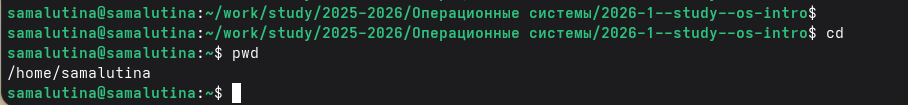 samalutina@samalutina:~/work/study/2025-2026/Операционные системы/2026-1--study--os-intro$
samalutina@samalutina:~/work/study/2025-2026/Операционные системы/2026-1--study--os-intro$ cd
samalutina@samalutina:~$ pwd
/home/samalutina
samalutina@samalutina:~$